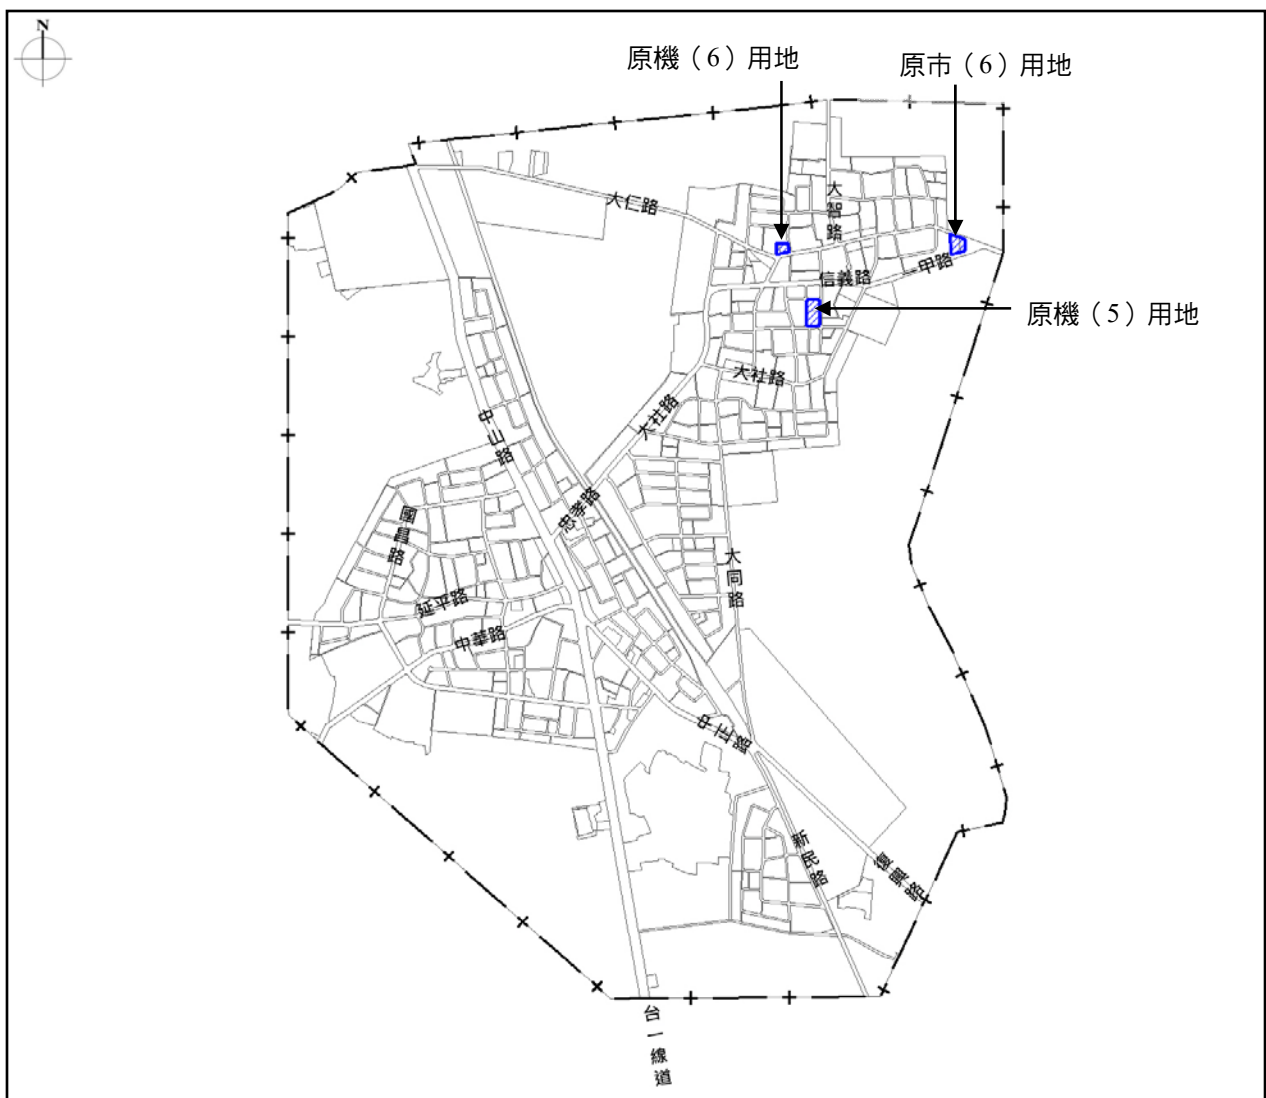 N
原機（6）用地
原市（6）用地
大仁路
大智路
信義路
一甲路
原機（5）用地
大社路
大社路
中山路
忠孝路
國昌路
大同路
延平路
中華路
中正路
新民路
復興路
台一線道